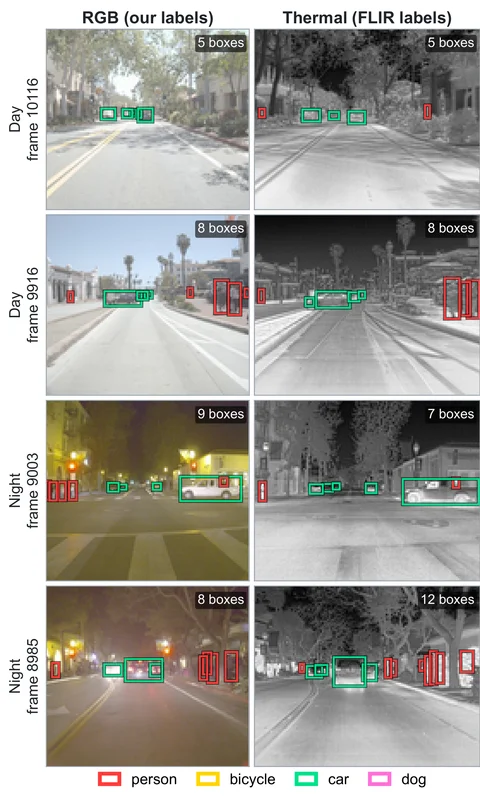 RGB (our labels)
Thermal (FLIR labels)
Day
frame 10116
5 boxes
5 boxes
Day
frame 9916
8 boxes
8 boxes
Night
frame 9003
9 boxes
7 boxes
Night
frame 8985
8 boxes
12 boxes
person
bicycle
car
dog